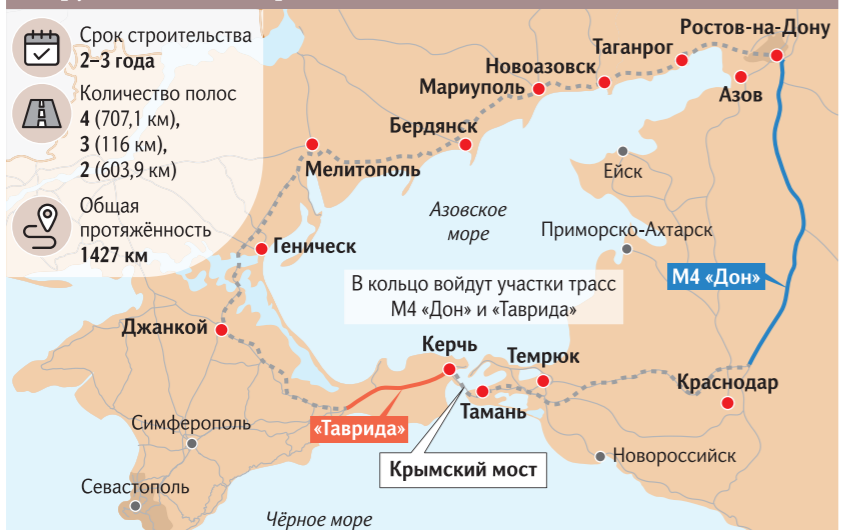 Срок строительства
2–3 года
Количество полос
4 (707,1 км),
3 (116 км),
2 (603,9 км)
Общая
протяжённость
1427 км
Ростов-на-Дону
Таганрог
Новоазовск
Мариуполь
Азов
Бердянск
Мелитополь
Ейск
Азовское
море
Приморско-Ахтарск
Геническ
М4 «Дон»
В кольцо войдут участки трасс
М4 «Дон» и «Таврида»
Джанкой
Керчь
Темрюк
Краснодар
Тамань
Симферополь
«Таврида»
Крымский мост
Новороссийск
Севастополь
Чёрное море